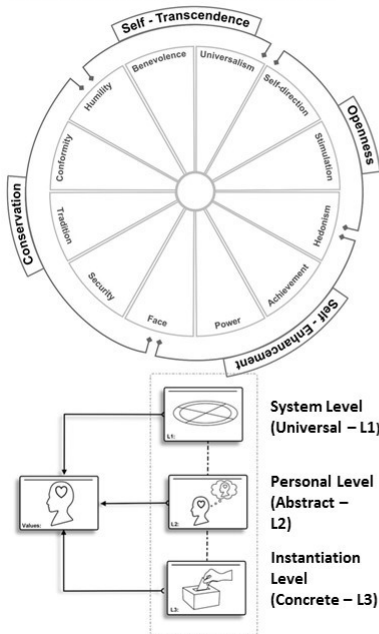 Self - Transcendence
Openness
Conservation
Self - Enhancement
Benevolence
Universalism
Self-direction
Stimulation
Hedonism
Achievement
Power
Face
Security
Tradition
Conformity
Humility
System Level
(Universal – L1)
L1:
Personal Level
(Abstract –
L2)
Values:
L2:
Instantiation
Level
(Concrete – L3)
L3: